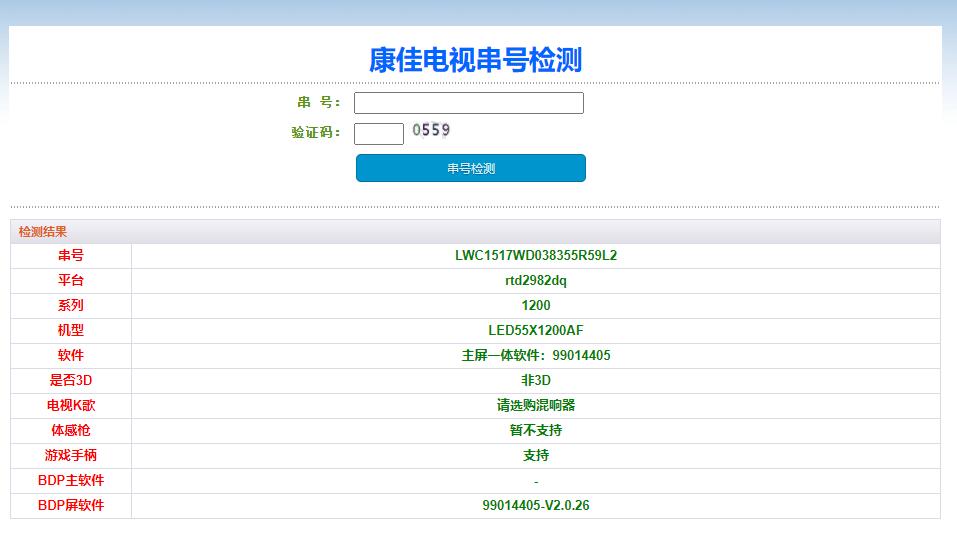 康佳电视串号检测
串 号：
验证码： 0559
串号检测
检测结果
串号 LWC1517WD038355R59L2
平台 rtd2982dq
系列 1200
机型 LED55X1200AF
软件 主屏一体软件：99014405
是否3D 非3D
电视K歌 请选购混响器
体感枪 暂不支持
游戏手柄 支持
BDP主软件 -
BDP屏软件 99014405-V2.0.26